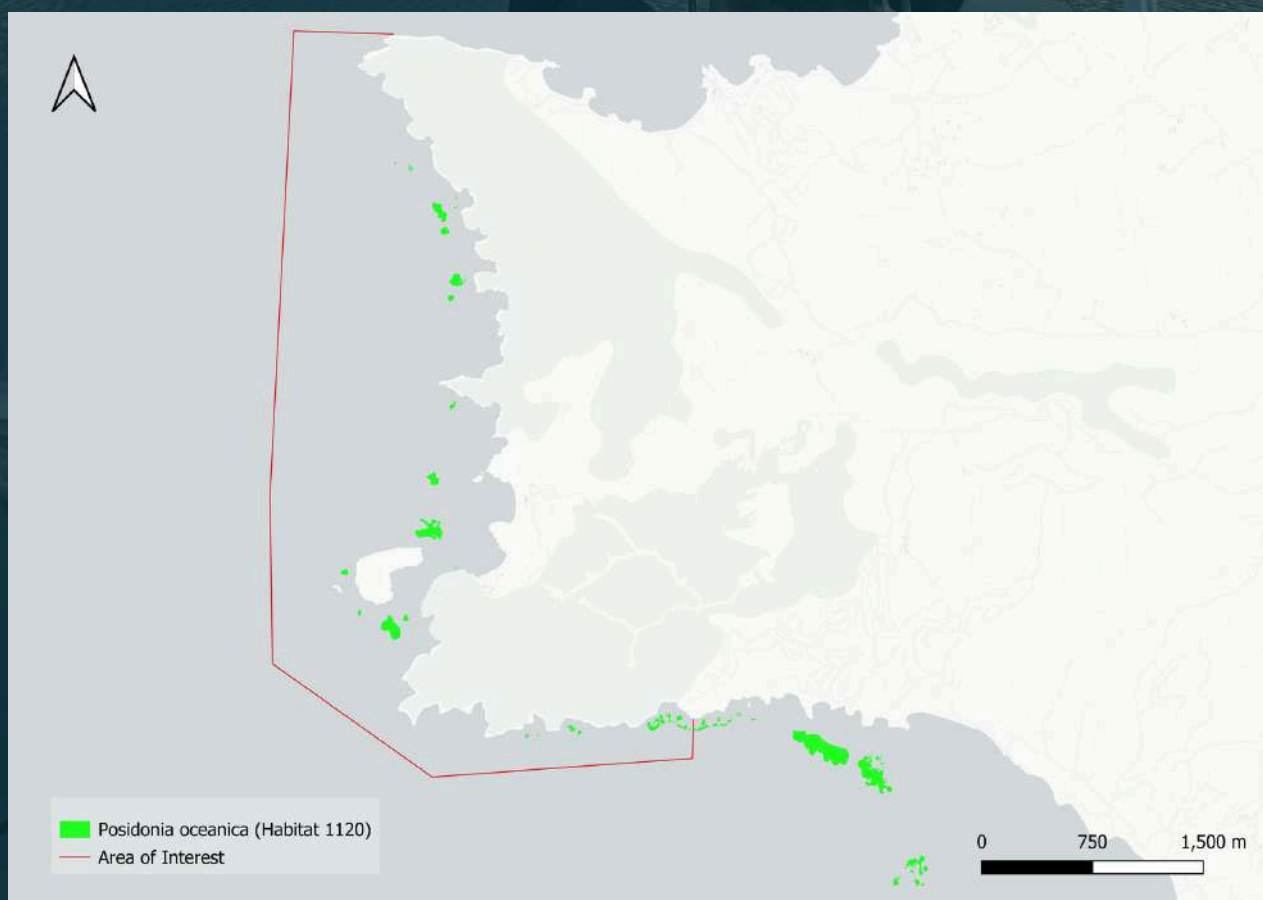 Posidonia oceanica (Habitat 1120)
Area of Interest
0 750 1,500 m